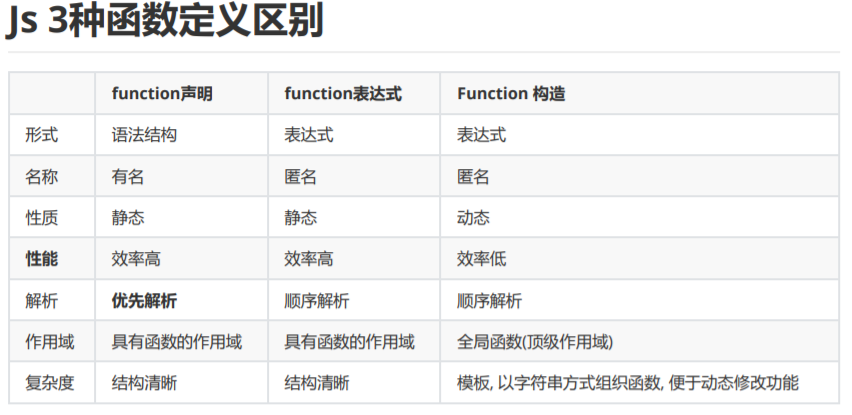 Js 3种函数定义区别
function声明 function表达式 Function 构造
形式 语法结构 表达式 表达式
名称 有名 匿名 匿名
性质 静态 静态 动态
性能 效率高 效率高 效率低
解析 优先解析 顺序解析 顺序解析
作用域 具有函数的作用域 具有函数的作用域 全局函数(顶级作用域)
复杂度 结构清晰 结构清晰 模板, 以字符串方式组织函数, 便于动态修改功能